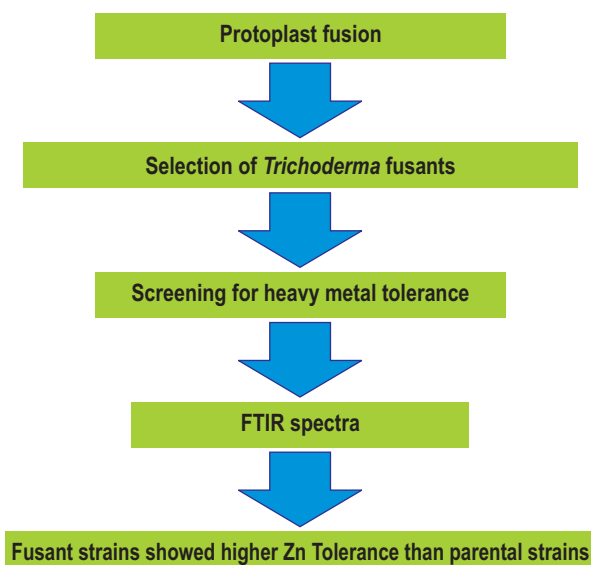 Protoplast fusion
Selection of Trichoderma fusants
Screening for heavy metal tolerance
FTIR spectra
Fusant strains showed higher Zn Tolerance than parental strains